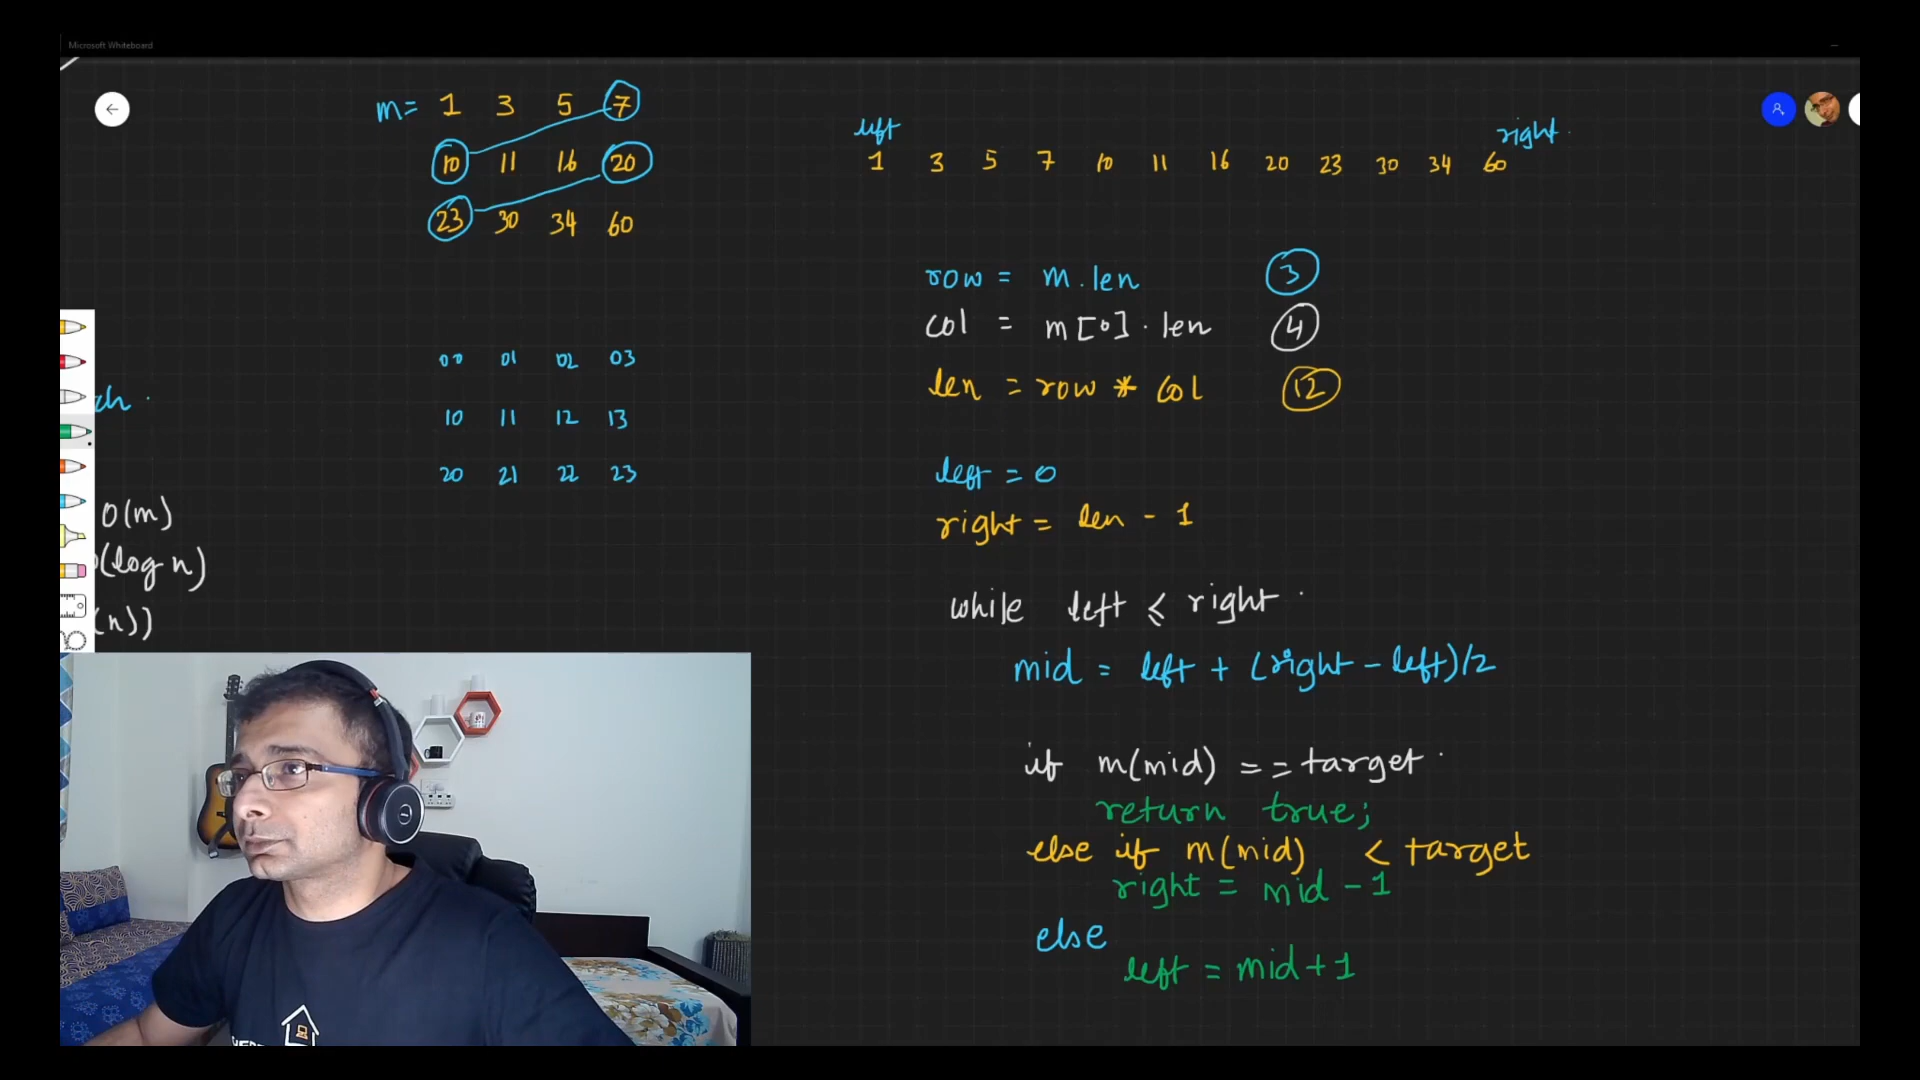 Microsoft Whiteboard
m= 1 3 5 7
10 11 16 20
23 30 34 60
00 01 02 03
10 11 12 13
20 21 22 23
ch.
O(m)
(log n)
(n))
left
right.
1 3 5 7 10 11 16 20 23 30 34 60
row = m.len 3
col = m[0].len 4
len = row * col 12
left = 0
right = len - 1
while left ≤ right.
mid = left + (right - left)/2
if m(mid) == target.
return true;
else if m(mid) < target
right = mid - 1
else
left = mid + 1